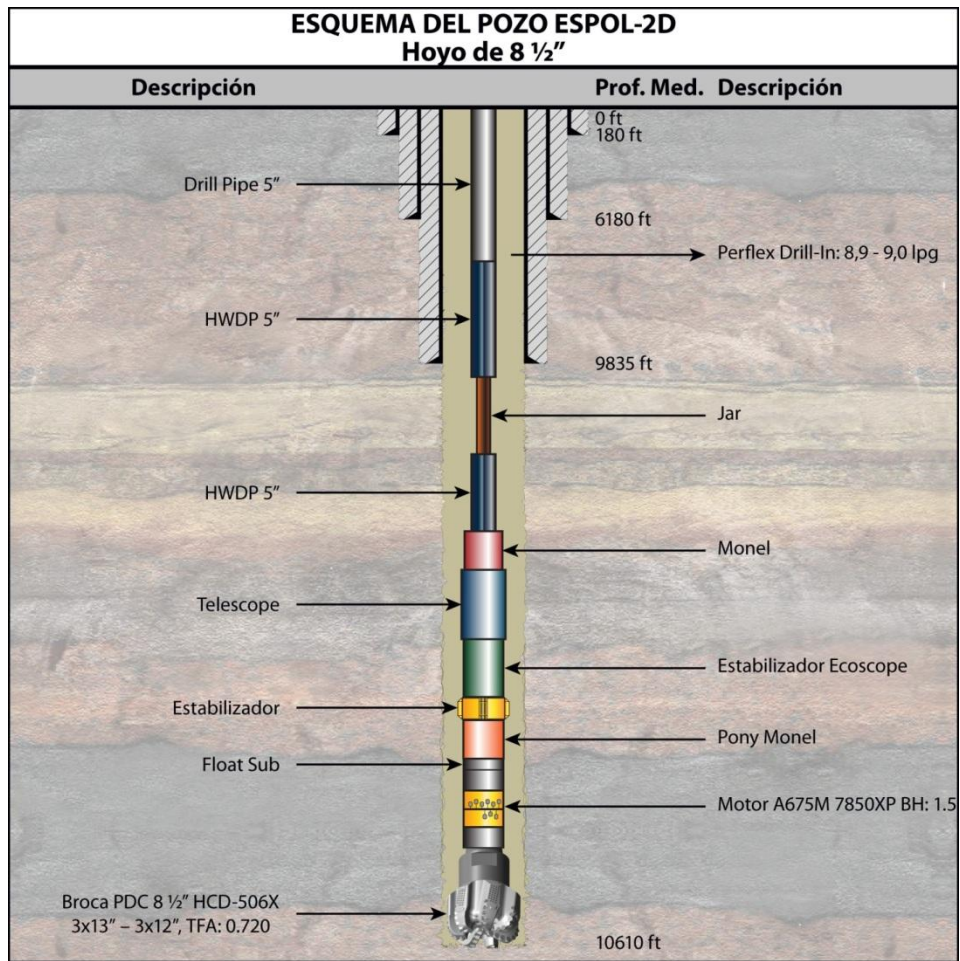 ESQUEMA DEL POZO ESPOL-2D
Hoyo de 8 ½”
Descripción
Prof. Med.
Descripción
0 ft
180 ft
Drill Pipe 5”
6180 ft
Perflex Drill-In: 8,9 - 9,0 lpg
HWDP 5”
9835 ft
Jar
HWDP 5”
Monel
Telescope
Estabilizador Ecoscope
Estabilizador
Pony Monel
Float Sub
Motor A675M 7850XP BH: 1.5
Broca PDC 8 ½” HCD-506X
3x13” – 3x12”, TFA: 0.720
10610 ft